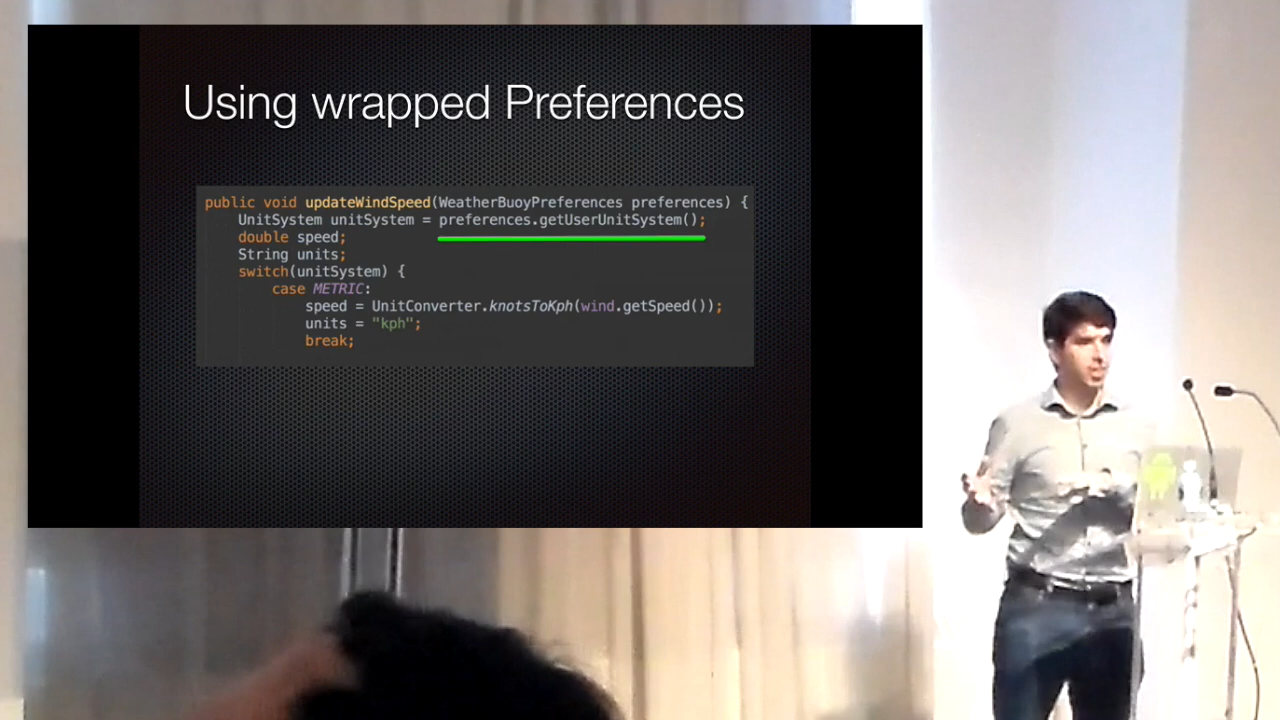 Using wrapped Preferences
public void updateWindSpeed(WeatherBuoyPreferences preferences) {
UnitSystem unitSystem = preferences.getUserUnitSystem();
double speed;
String units;
switch(unitSystem) {
case METRIC:
speed = UnitConverter.knotsToKph(wind.getSpeed());
units = "kph";
break;